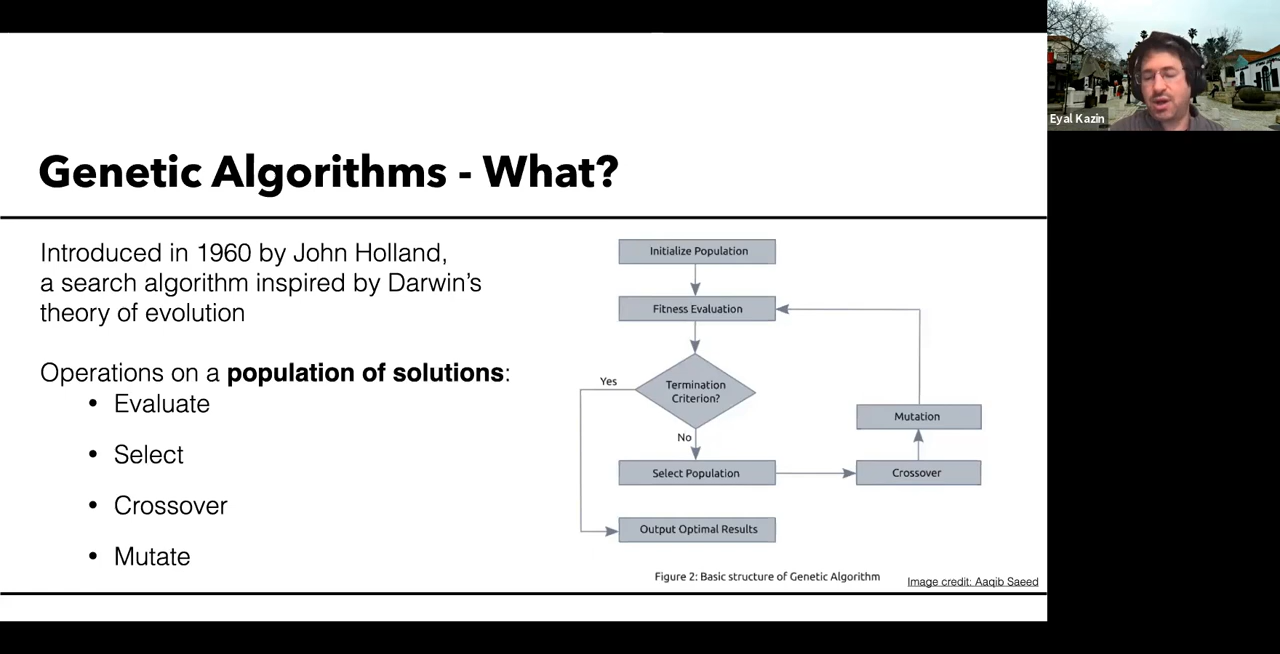 Eyal Kazin
Genetic Algorithms - What?
Introduced in 1960 by John Holland,
a search algorithm inspired by Darwin's
theory of evolution
Operations on a population of solutions:
• Evaluate
• Select
• Crossover
• Mutate
Initialize Population
Fitness Evaluation
Termination
Criterion?
Yes
No
Select Population
Crossover
Mutation
Output Optimal Results
Figure 2: Basic structure of Genetic Algorithm
Image credit: Aaqib Saeed